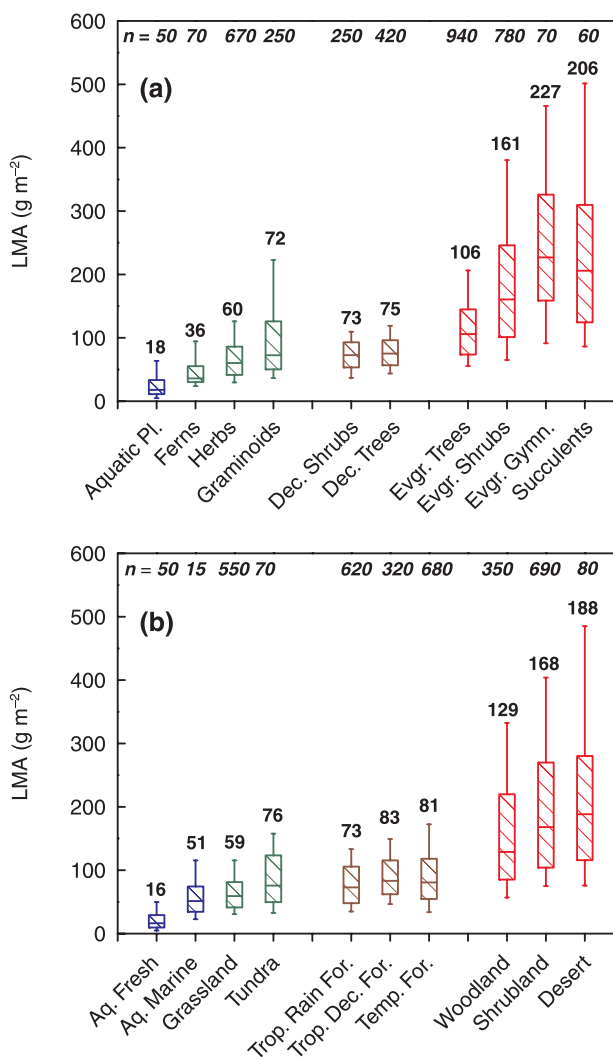 600
n = 50 70 670 250 250 420 940 780 70 60
(a)
206
227
500
161
400
LMA (g m−2)
300
72
106
200
60
73
75
36
18
100
0
Aquatic Pl.
Ferns
Herbs
Graminoids
Dec. Shrubs
Dec. Trees
Evgr. Trees
Evgr. Shrubs
Evgr. Gymn.
Succulents
600
n = 50 15 550 70 620 320 680 350 690 80
(b)
188
500
168
129
400
LMA (g m−2)
300
76
83
81
200
51
59
73
16
100
0
Aq. Fresh
Aq. Marine
Grassland
Tundra
Trop. Rain For.
Trop. Dec. For.
Temp. For.
Woodland
Shrubland
Desert